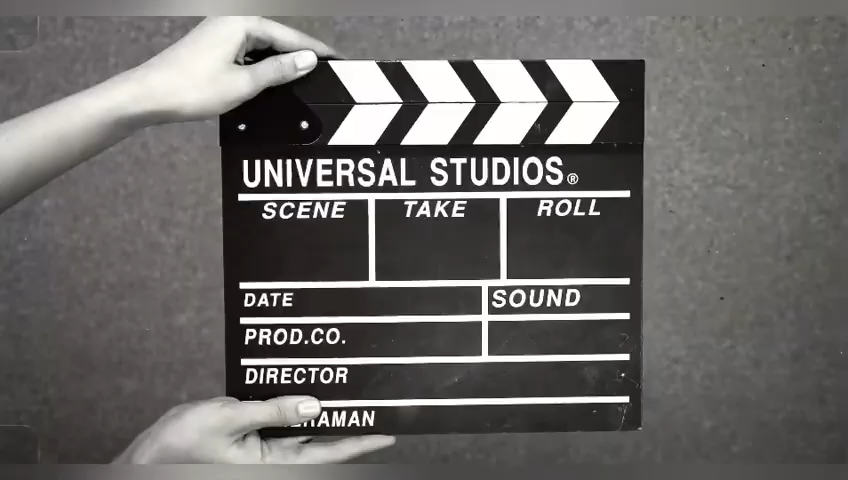 UNIVERSAL STUDIOS®
SCENE TAKE ROLL
DATE SOUND
PROD.CO.
DIRECTOR